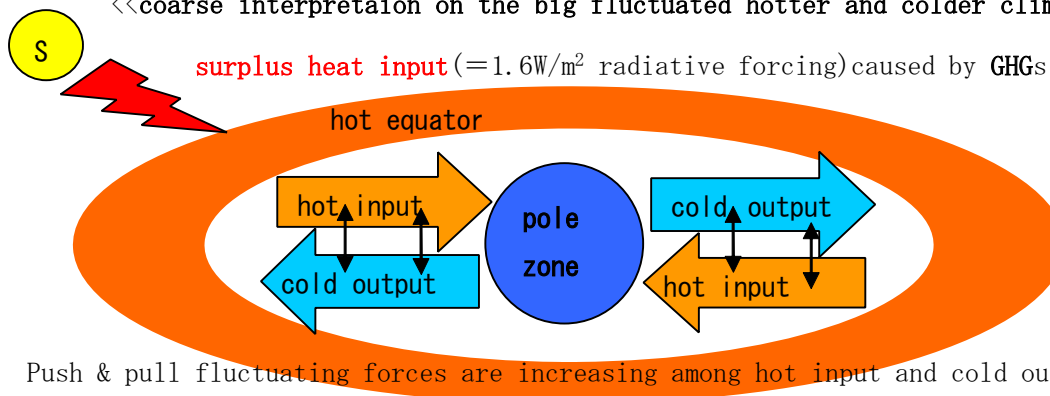 <<coarse interpretaion on the big fluctuated hotter and colder clim
S
surplus heat input(=1.6W/m² radiative forcing)caused by GHGs
hot equator
hot input
cold output
pole
zone
cold output
hot input
Push & pull fluctuating forces are increasing among hot input and cold ou